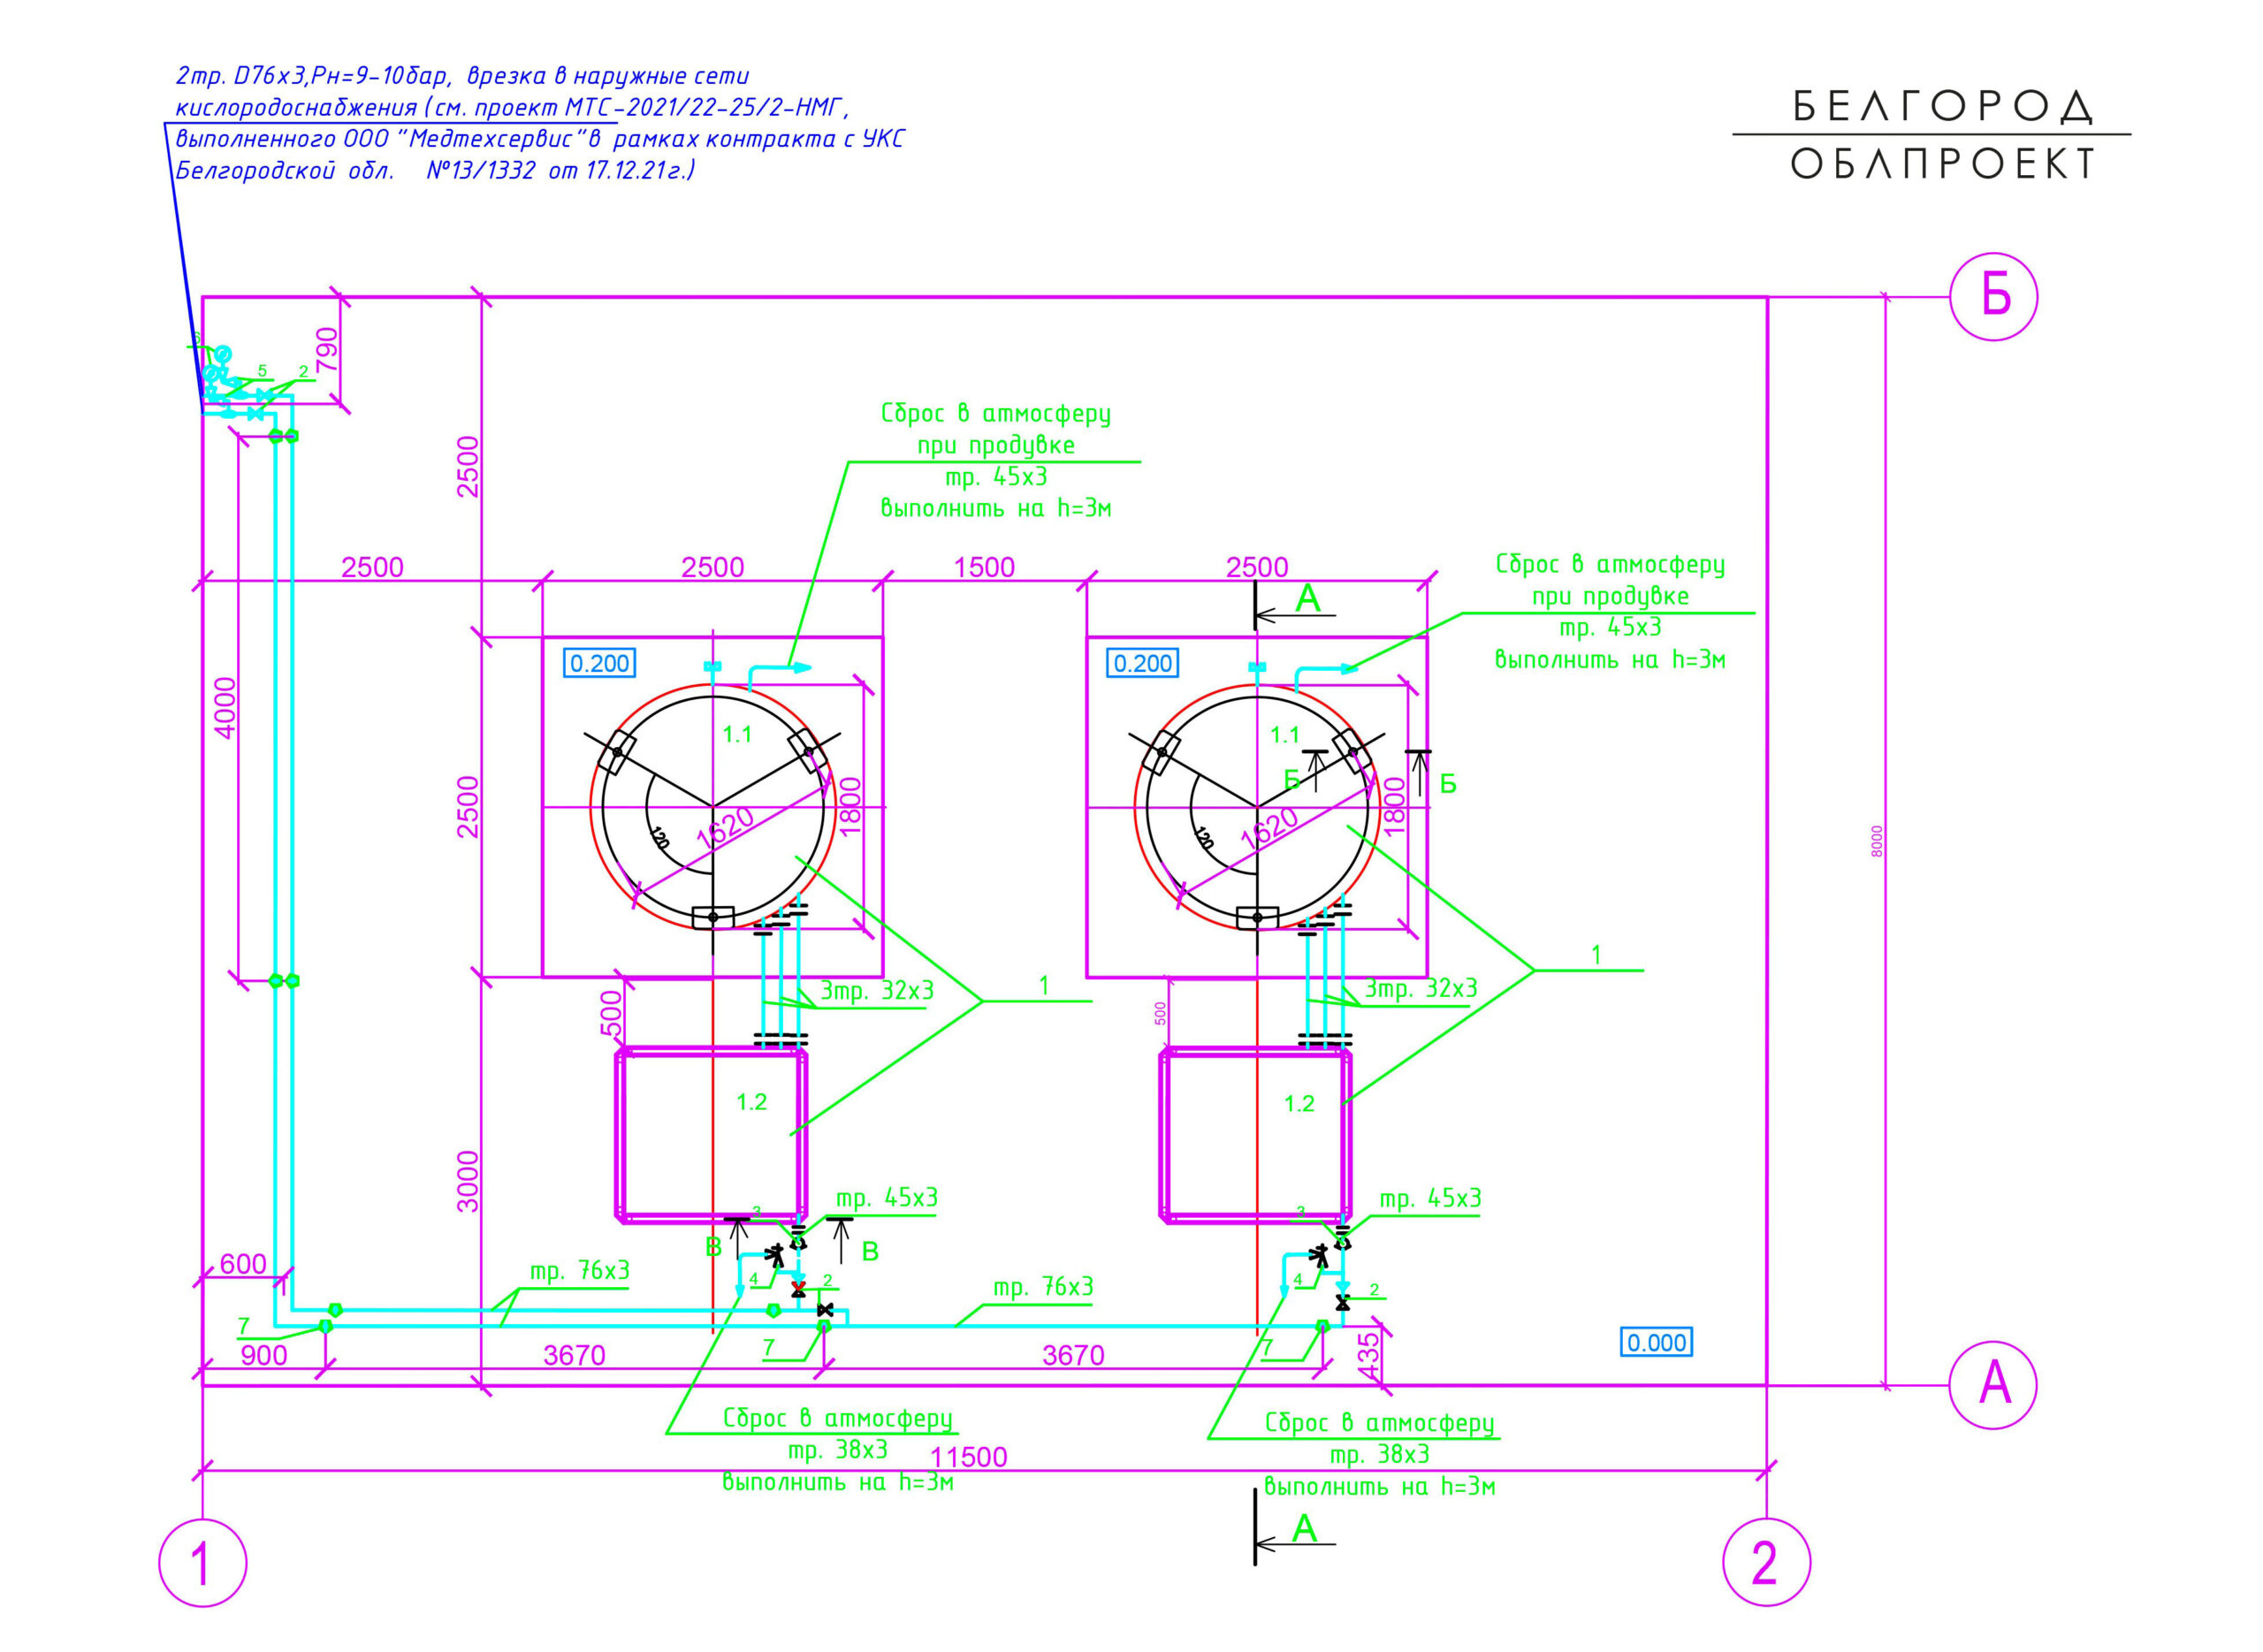 2тр. D76х3,Рн=9-10бар, врезка в наружные сети
кислородоснабжения (см. проект МТС-2021/22-25/2-НМГ,
выполненного ООО "Медтехсервис"в рамках контракта с УКС
Белгородской обл. №13/1332 от 17.12.21г.)
БЕЛГОРОД
ОБЛПРОЕКТ
Б
790
5
2
2500
4000
Сброс в атмосферу
при продувке
тр. 45х3
выполнить на h=3м
Сброс в атмосферу
при продувке
тр. 45х3
выполнить на h=3м
2500
2500
1500
2500
А
0.200
0.200
1.1
1.1
Б
Б
2500
1620
1800
120
1620
1800
120
8000
3тр. 32х3
1
3тр. 32х3
1
500
500
1.2
1.2
3000
тр. 45х3
тр. 45х3
3
3
В
В
600
тр. 76х3
4
2
тр. 76х3
4
2
7
7
7
900
3670
3670
435
0.000
А
Сброс в атмосферу
тр. 38х3
выполнить на h=3м
Сброс в атмосферу
тр. 38х3
выполнить на h=3м
11500
А
1
2